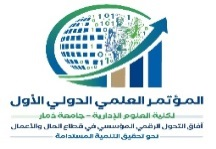 المؤتمر العلمي الدولي الأول
لكلية العلوم الإدارية - جامعة ذمار
آفاق التحول الرقمي المؤسسي في قطاع المال والأعمال
نحو تحقيق التنمية المستدامة